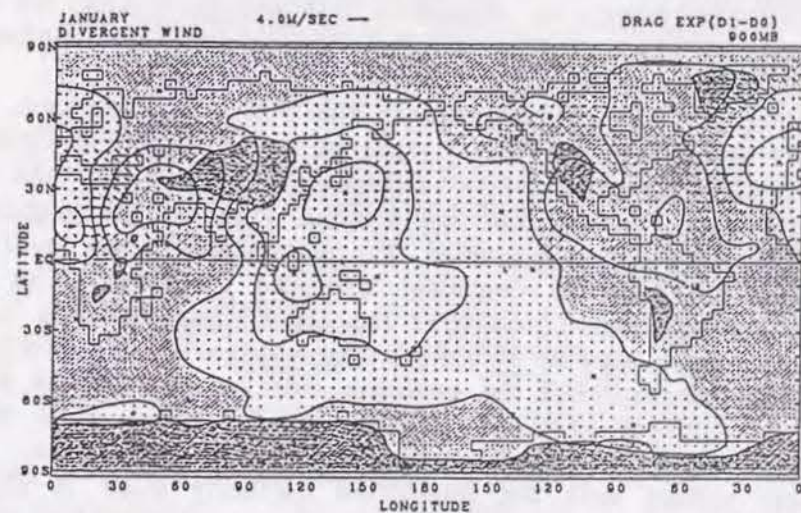 JANUARY 4.0M/SEC → DRAG EXP(D1-D0)
DIVERGENT WIND 900MB
90N
60N
30N
EQ
30S
60S
90S
LATITUDE
0 30 60 90 120 150 180 150 120 90 60 30 0
LONGITUDE